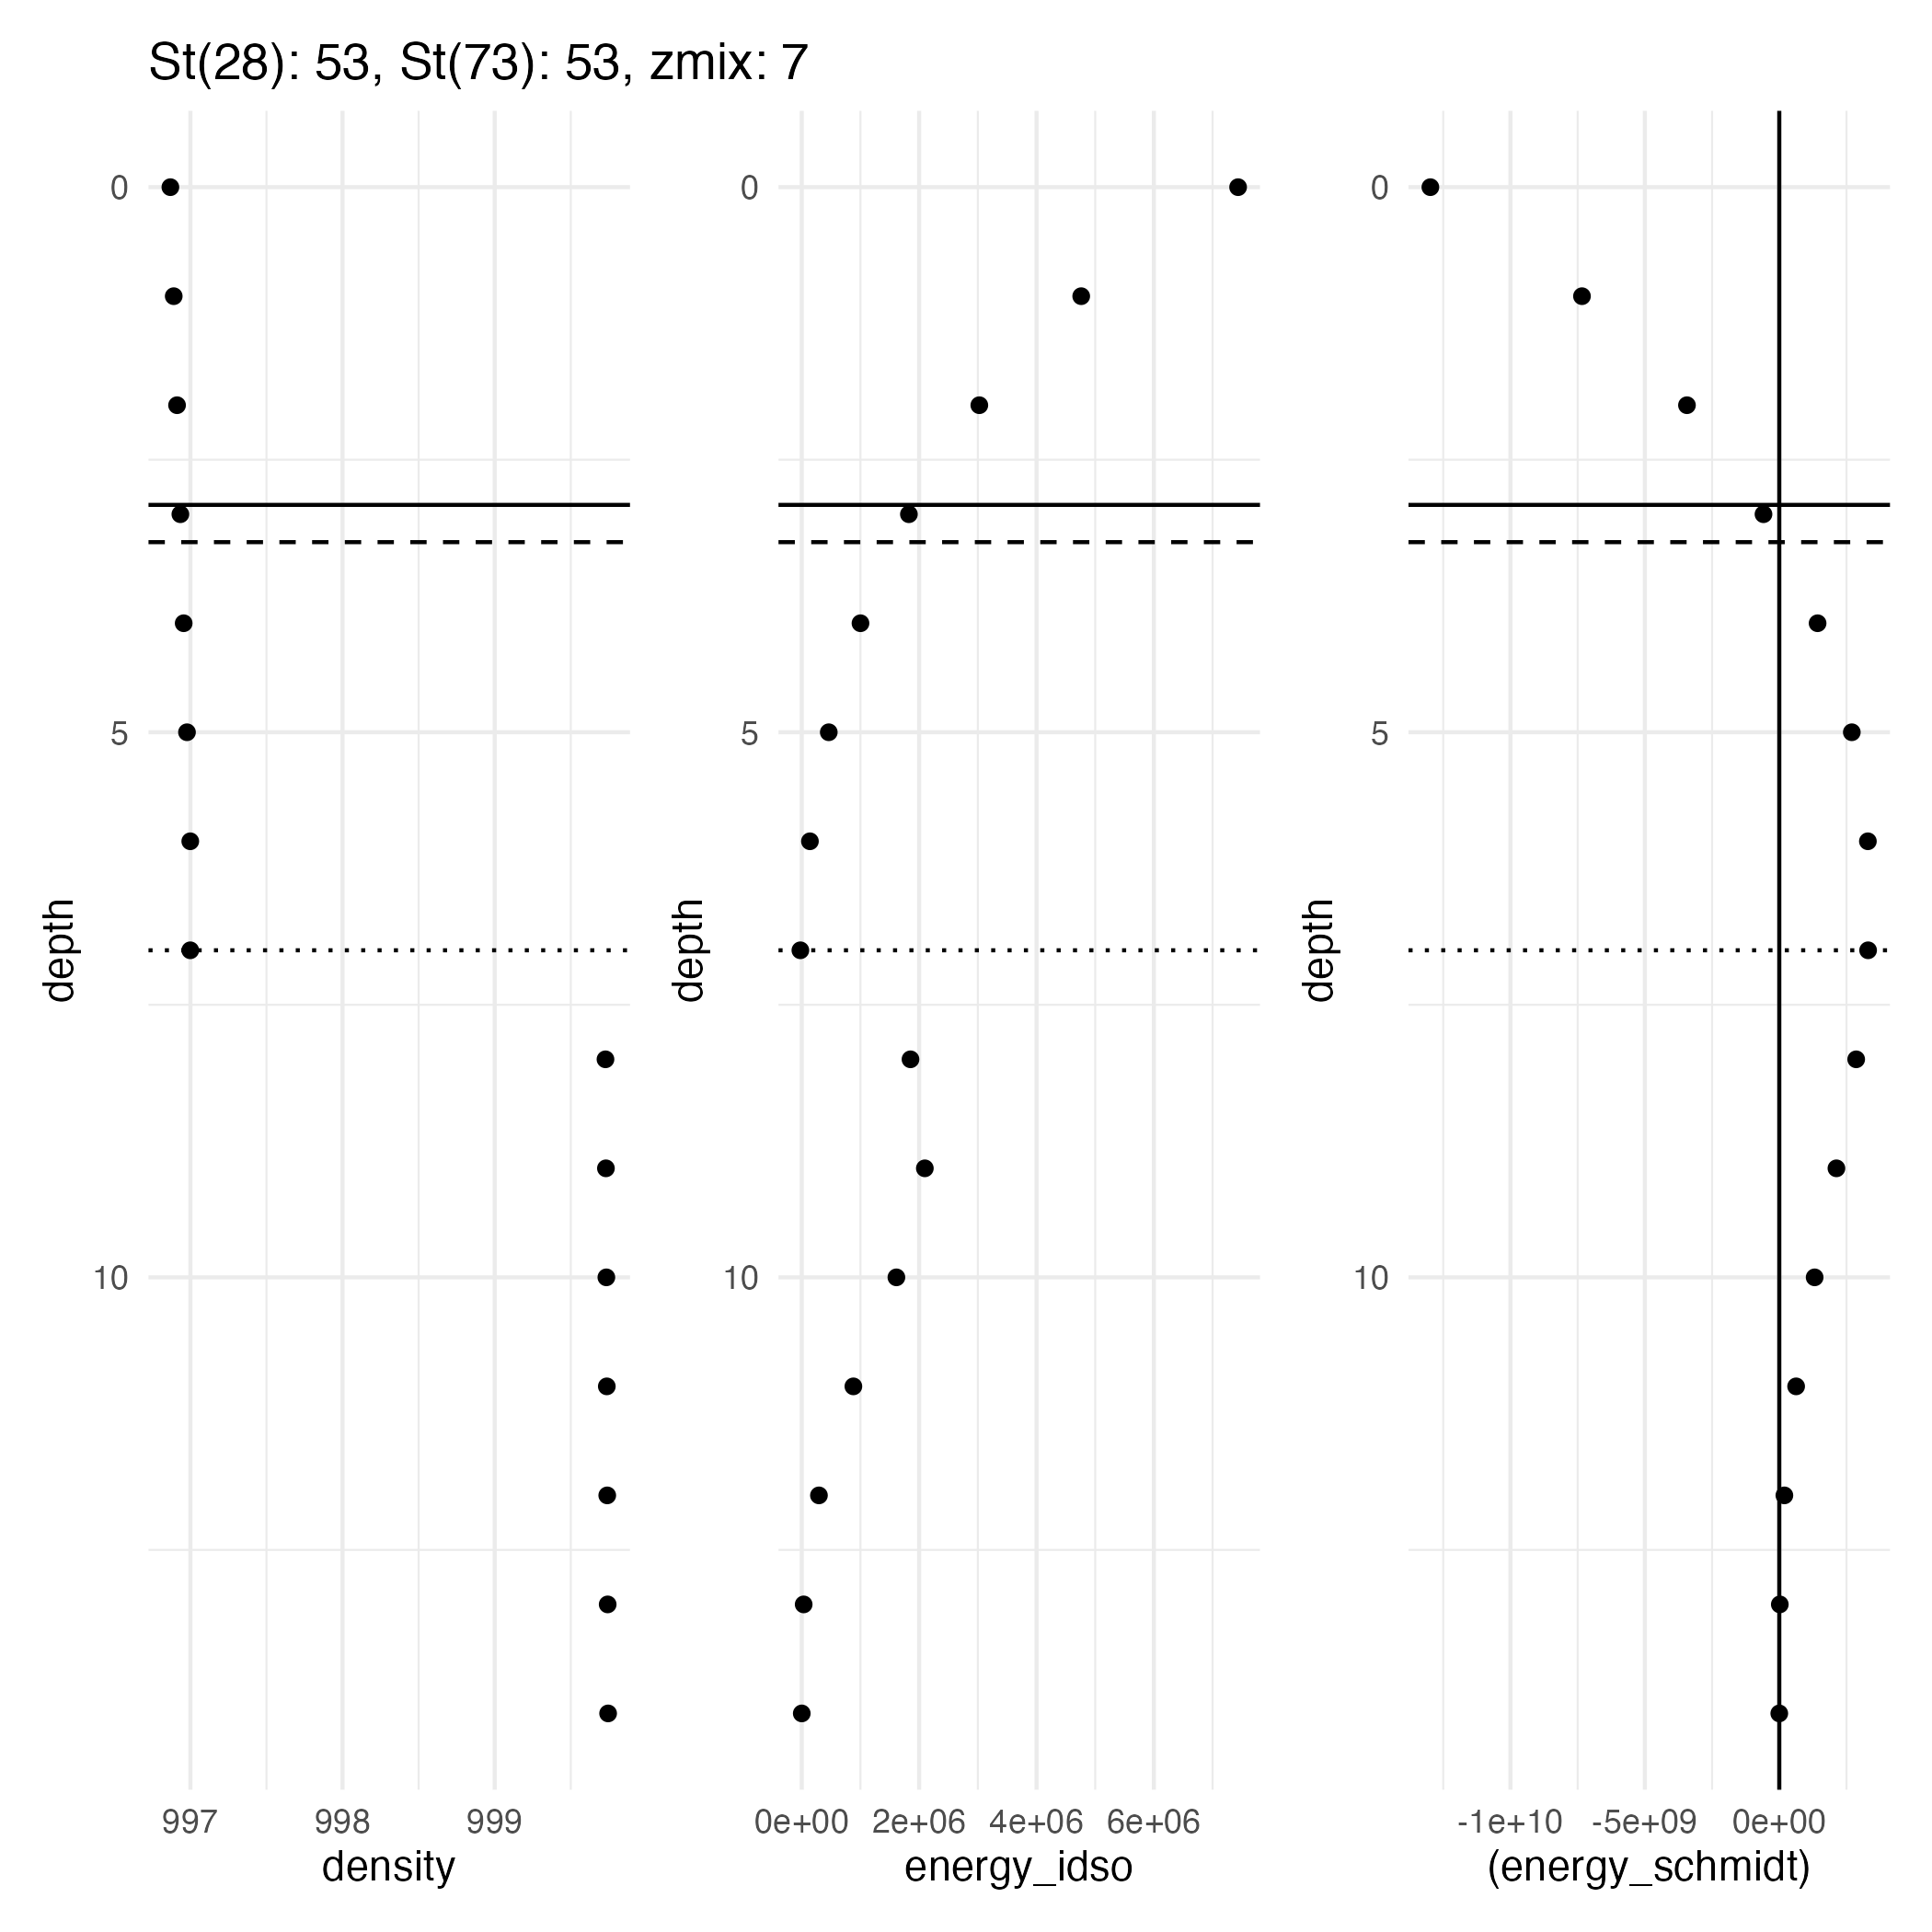 St(28): 53, St(73): 53, zmix: 7
0
5
10
depth
997 998 999
density
0
5
10
depth
0e+00 2e+06 4e+06 6e+06
energy_idso
0
5
10
depth
-1e+10 -5e+09 0e+00
(energy_schmidt)